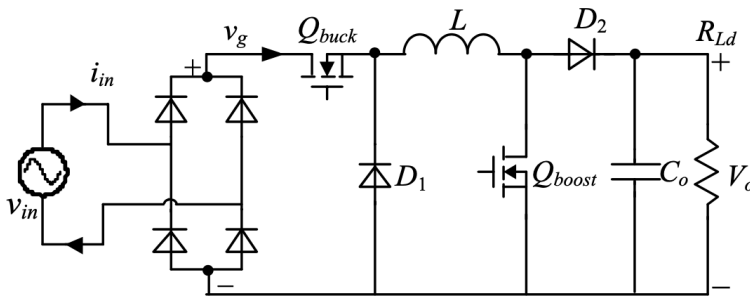 v_g
Q_buck
L
D_2
R_Ld
+
+
i_in
D_1
Q_boost
C_o
V_o
v_in
−
−